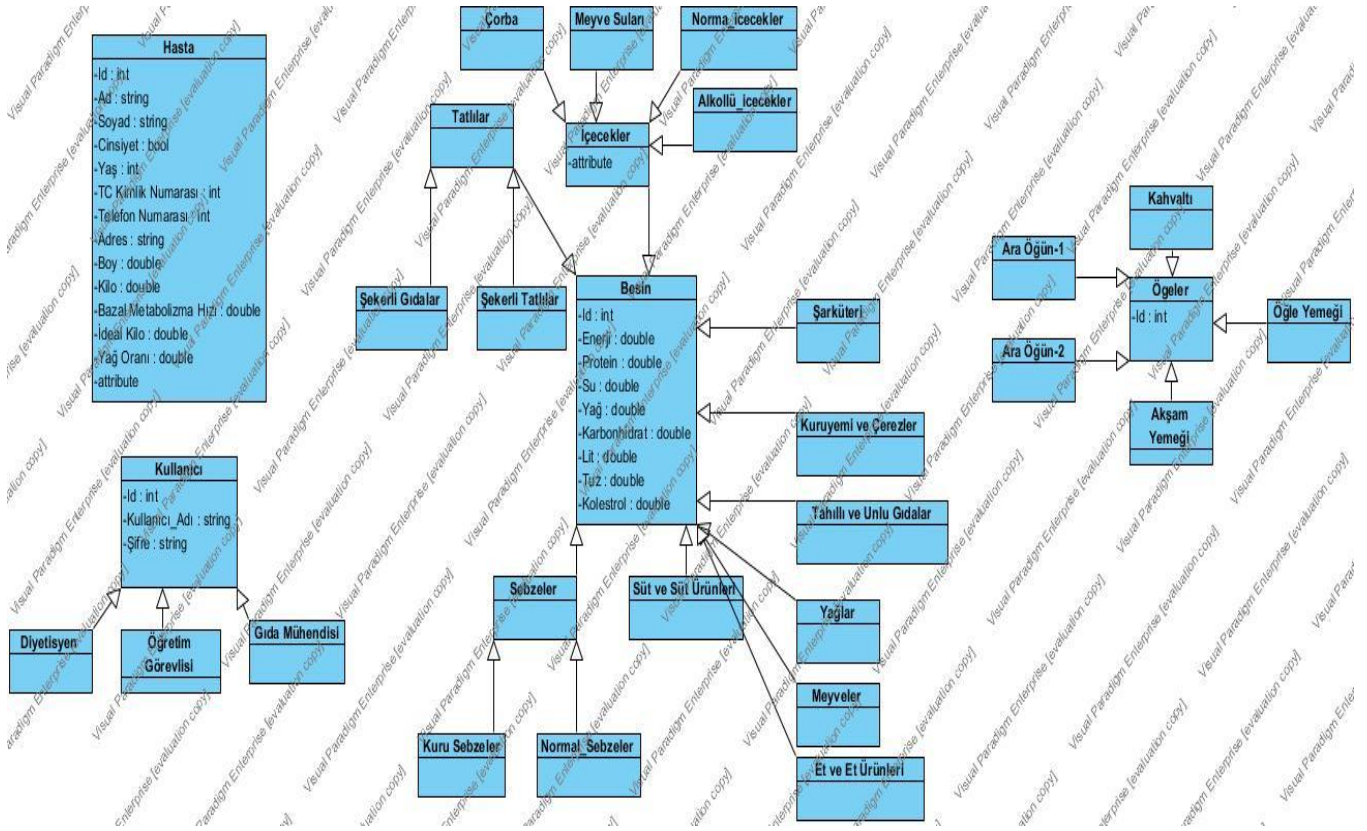 Hasta
-Id : int
-Ad : string
-Soyad : string
-Cinsiyet : bool
-Yaş : int
-TC Kimlik Numarası : int
-Telefon Numarası : int
-Adres : string
-Boy : double
-Kilo : double
-Bazal Metabolizma Hızı : double
-İdeal Kilo : double
-Yağ Oranı : double
-attribute
Kullanıcı
-Id : int
-Kullanıcı_Adı : string
-Şifre : string
Diyetisyen
Öğretim
Görevlisi
Gıda Mühendisi
Çorba
Meyve Suları
Norma_icecekler
Alkollü_icecekler
İçecekler
-attribute
Tatlılar
Şekerli Gıdalar
Şekerli Tatlılar
Besin
-Id : int
-Enerji : double
-Protein : double
-Su : double
-Yağ : double
-Karbonhidrat : double
-Lit : double
-Tuz : double
-Kolestrol : double
Şarküteri
Kuruyemi ve Çerezler
Tahıllı ve Unlu Gıdalar
Yağlar
Meyveler
Et ve Et Ürünleri
Süt ve Süt Ürünleri
Sebzeler
Kuru Sebzeler
Normal_Sebzeler
Kahvaltı
Ara Öğün-1
Ögeler
-Id : int
Öğle Yemeği
Ara Öğün-2
Akşam
Yemeği
Visual Paradigm Enterprise [evaluation copy]